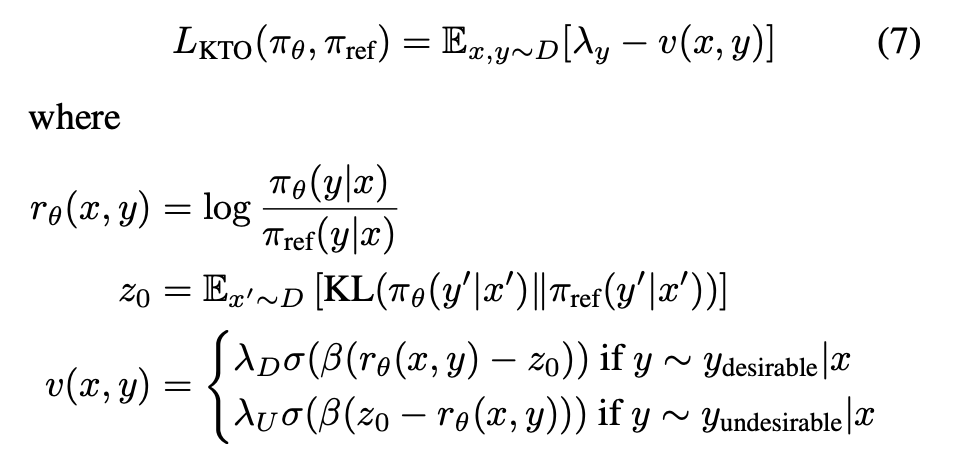 L_KTO(π_θ, π_ref) = 𝔼_{x,y∼D}[λ_y − v(x, y)] (7)
where
r_θ(x, y) = log π_θ(y|x) / π_ref(y|x)
z_0 = 𝔼_{x′∼D} [KL(π_θ(y′|x′)‖π_ref(y′|x′))]
v(x, y) = { λ_D σ(β(r_θ(x, y) − z_0)) if y ∼ y_desirable|x
λ_U σ(β(z_0 − r_θ(x, y))) if y ∼ y_undesirable|x